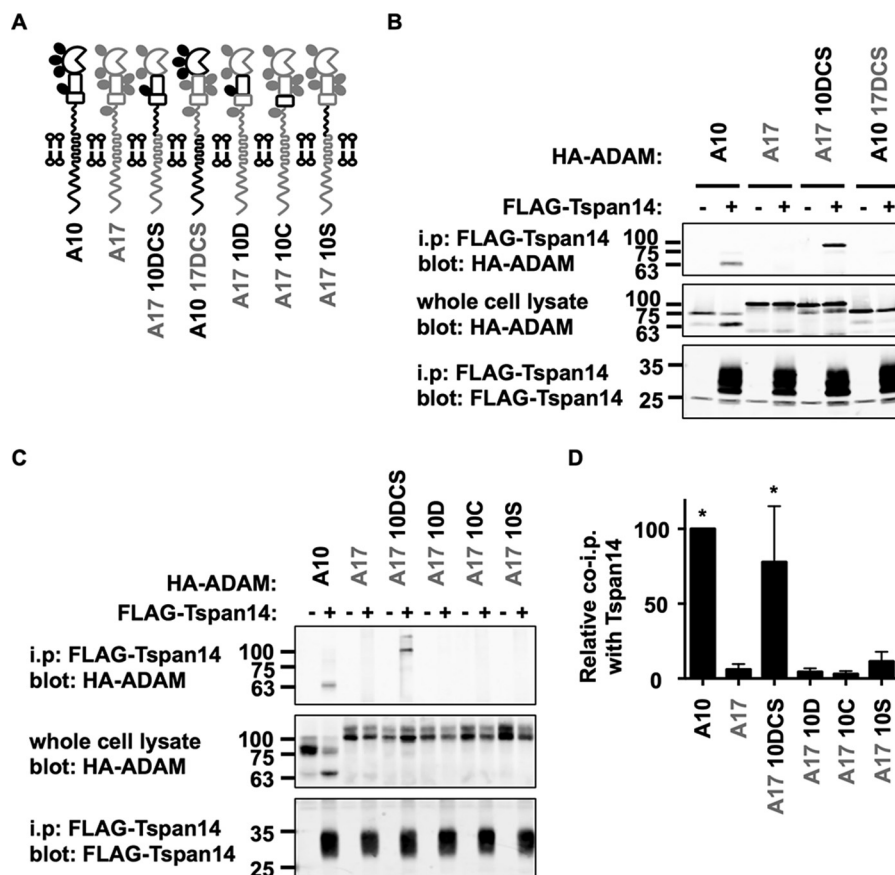 A
A10
A17
A17 10DCS
A10 17DCS
A17 10D
A17 10C
A17 10S
B
HA-ADAM:
A10
A17
A17 10DCS
A10 17DCS
FLAG-Tspan14:
- + - + - + - +
i.p: FLAG-Tspan14
blot: HA-ADAM
100
75
63
whole cell lysate
blot: HA-ADAM
100
75
63
i.p: FLAG-Tspan14
blot: FLAG-Tspan14
35
25
C
HA-ADAM:
A10
A17
A17 10DCS
A17 10D
A17 10C
A17 10S
FLAG-Tspan14:
- + - + - + - + - + - +
i.p: FLAG-Tspan14
blot: HA-ADAM
100
75
63
whole cell lysate
blot: HA-ADAM
100
75
63
i.p: FLAG-Tspan14
blot: FLAG-Tspan14
35
25
D
Relative co-i.p.
with Tspan14
100
50
0
* *
A10
A17
A17 10DCS
A17 10D
A17 10C
A17 10S